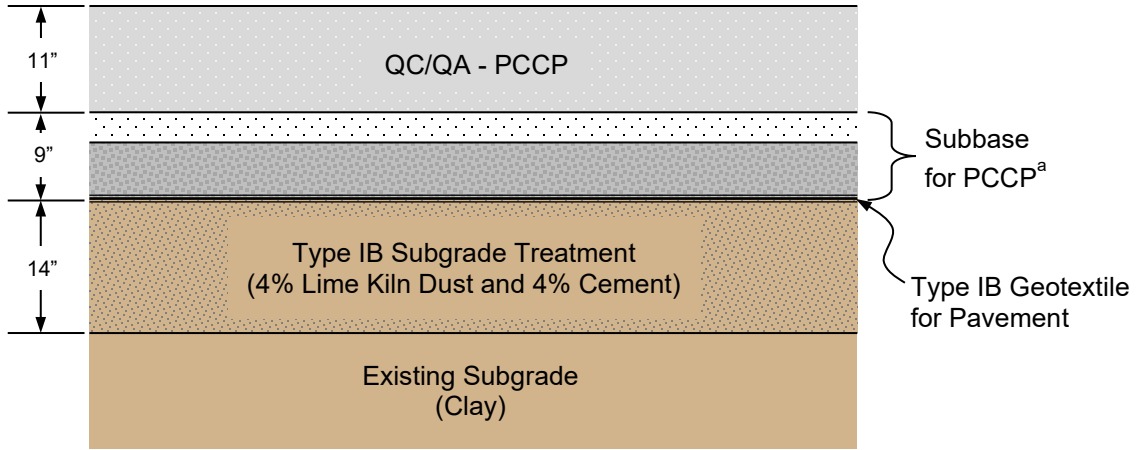 11”
QC/QA - PCCP
9”
Subbase
for PCCPᵃ
14”
Type IB Subgrade Treatment
(4% Lime Kiln Dust and 4% Cement)
Type IB Geotextile
for Pavement
Existing Subgrade
(Clay)